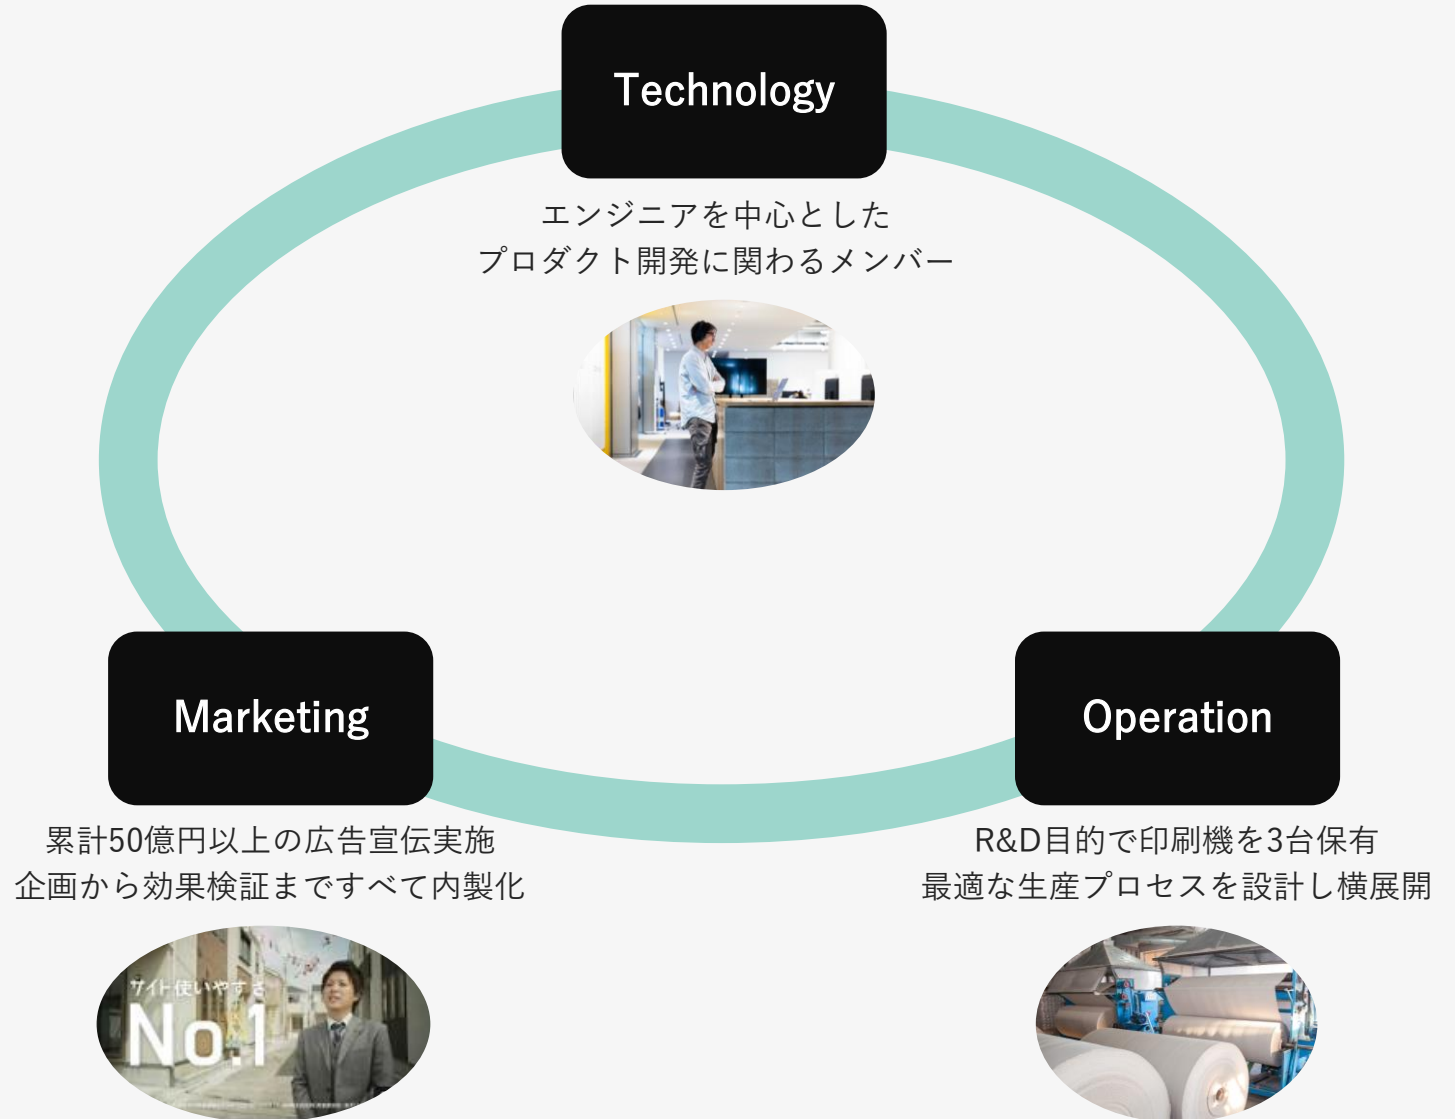 Technology
エンジニアを中心とした
プロダクト開発に関わるメンバー
Marketing
累計50億円以上の広告宣伝実施
企画から効果検証まですべて内製化
サイト使いやすさ
No.1
Operation
R&D目的で印刷機を3台保有
最適な生産プロセスを設計し横展開